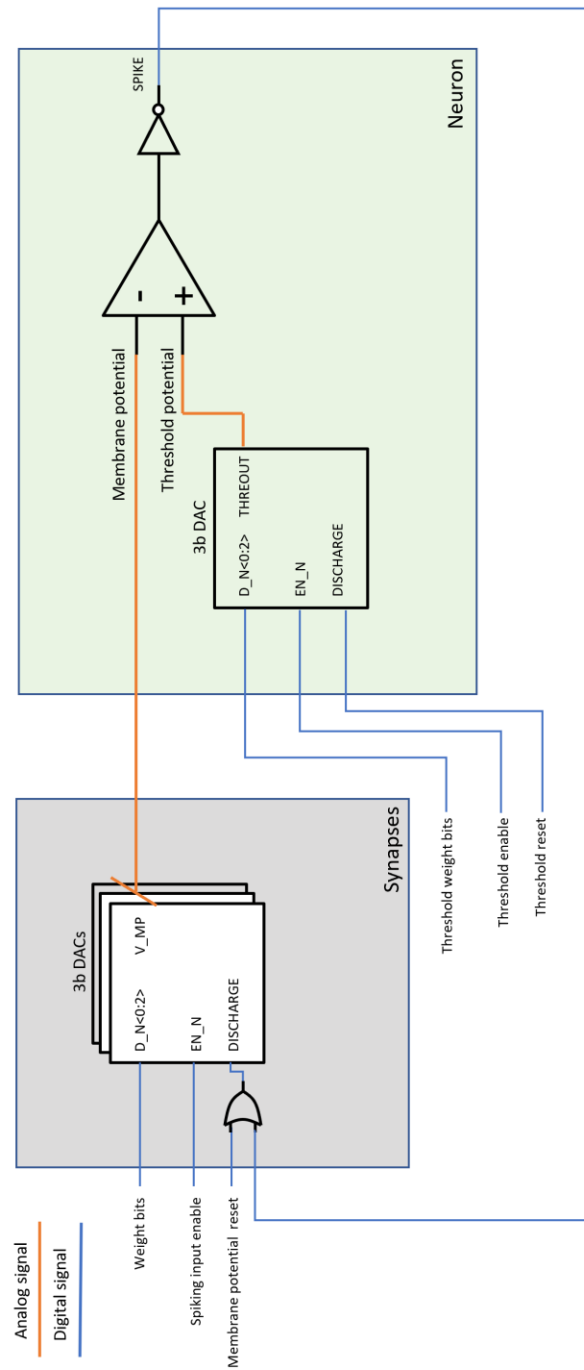 Analog signal
Digital signal
Weight bits
Spiking input enable
Membrane potential reset
3b DACs
D_N<0:2>
V_MP
EN_N
DISCHARGE
Synapses
Threshold weight bits
Threshold enable
Threshold reset
3b DAC
D_N<0:2>
THREOUT
EN_N
DISCHARGE
Membrane potential
Threshold potential
-
+
SPIKE
Neuron